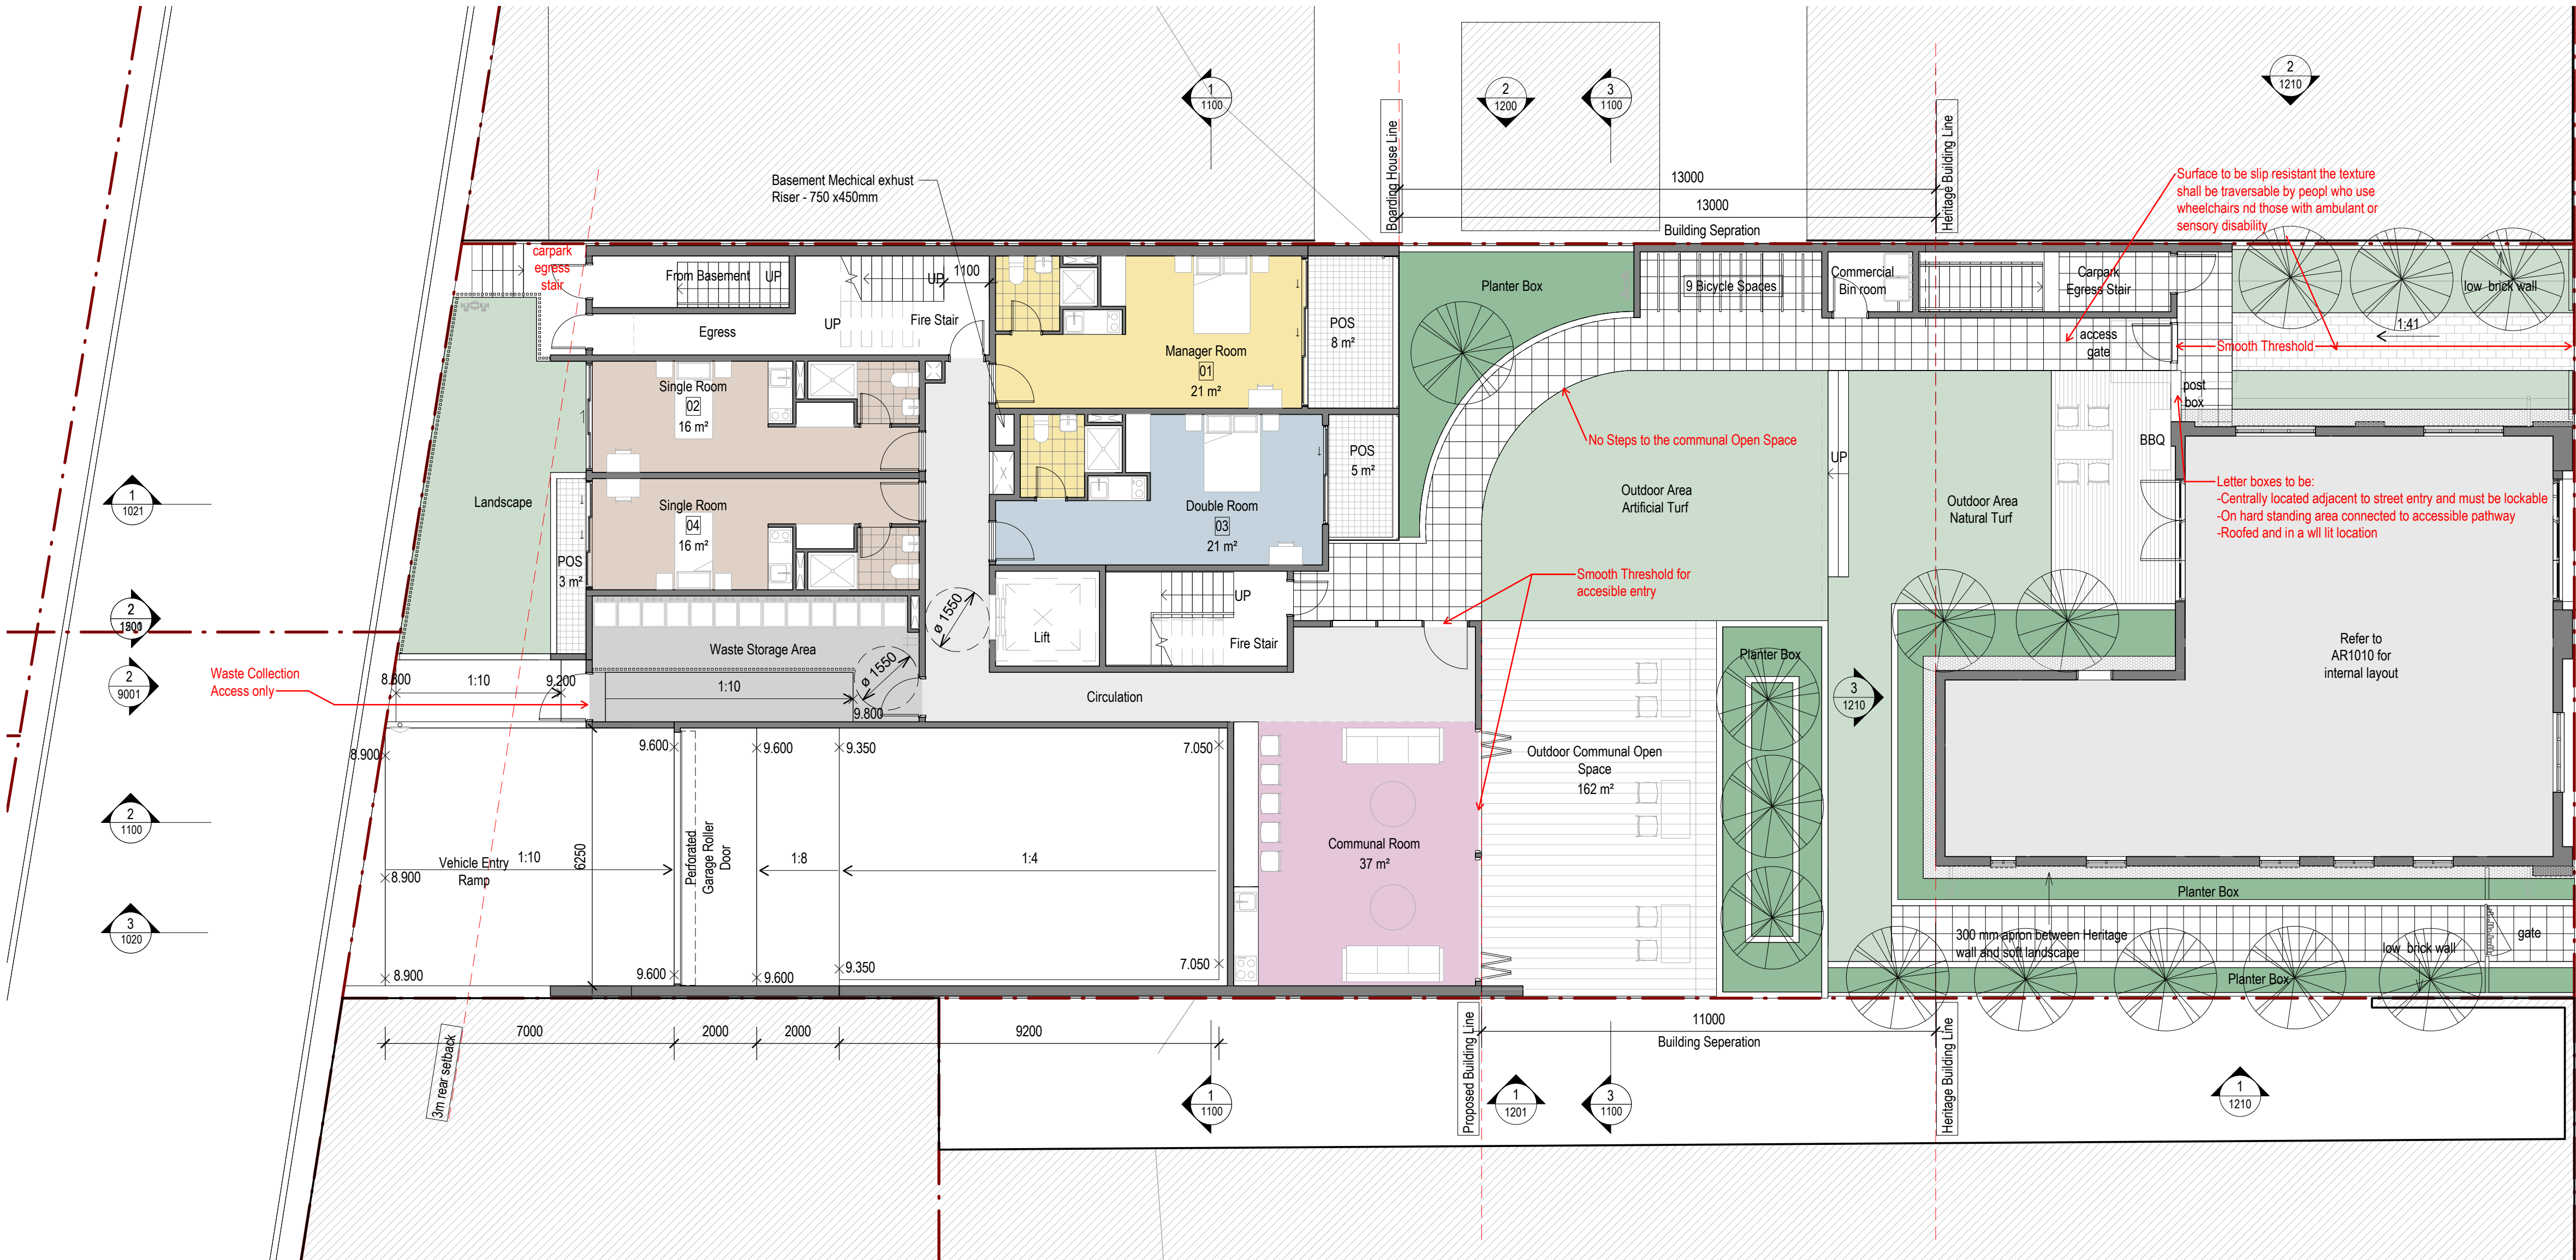 1
1100
2
1200
3
1100
2
1210
Boarding House Line
Heritage Building Line
13000
13000
Building Sepration
Basement Mechical exhust
Riser - 750 x450mm
Surface to be slip resistant the texture
shall be traversable by peopl who use
wheelchairs nd those with ambulant or
sensory disability
carpark
egress
stair
From Basement
UP
UP
1100
Egress
UP
Fire Stair
Manager Room
01
21 m²
POS
8 m²
Planter Box
9 Bicycle Spaces
Commercial
Bin room
Carpark
Egress Stair
low brick wall
1:41
access
gate
Smooth Threshold
post
box
Single Room
02
16 m²
No Steps to the communal Open Space
POS
5 m²
UP
BBQ
Landscape
Single Room
04
16 m²
Double Room
03
21 m²
Outdoor Area
Artificial Turf
Outdoor Area
Natural Turf
Letter boxes to be:
-Centrally located adjacent to street entry and must be lockable
-On hard standing area connected to accessible pathway
-Roofed and in a wll lit location
1
1021
POS
3 m²
2
2
9001
Smooth Threshold for
accesible entry
UP
ø 1550
Lift
Fire Stair
Waste Storage Area
ø 1550
Waste Collection
Access only
8.800
1:10
9.200
1:10
9.800
Circulation
Planter Box
3
1210
Refer to
AR1010 for
internal layout
8.900
9.600
9.600
9.350
7.050
Outdoor Communal Open
Space
162 m²
2
1100
Vehicle Entry
Ramp
1:10
6250
Perforated
Garage Roller
Door
1:8
1:4
Communal Room
37 m²
8.900
Planter Box
3
1020
300 mm apron between Heritage
wall and soft landscape
low brick wall
gate
8.900
9.600
9.600
9.350
7.050
Planter Box
7000
2000
2000
9200
11000
Building Seperation
3m rear setback
Proposed Building Line
Heritage Building Line
1
1100
1
1201
3
1100
1
1210